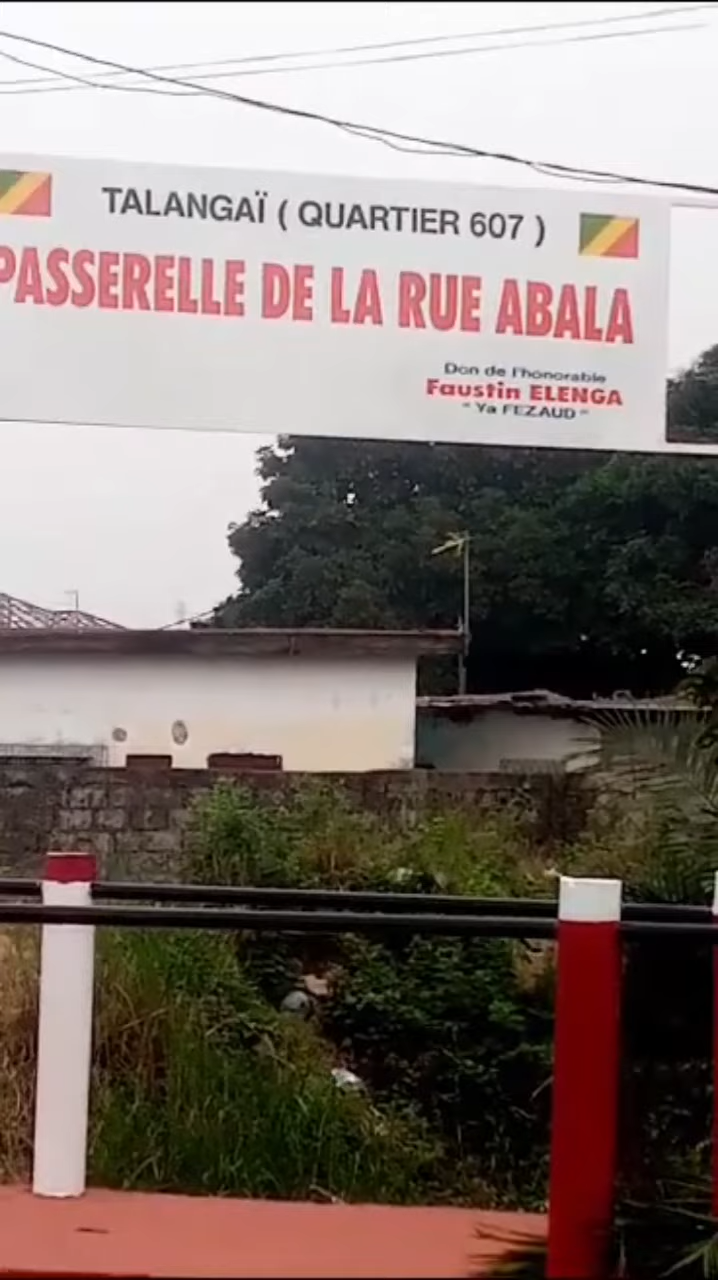 TALANGAÏ ( QUARTIER 607 )
PASSERELLE DE LA RUE ABALA
Don de l'honorable
Faustin ELENGA
" Ya FEZAUD "